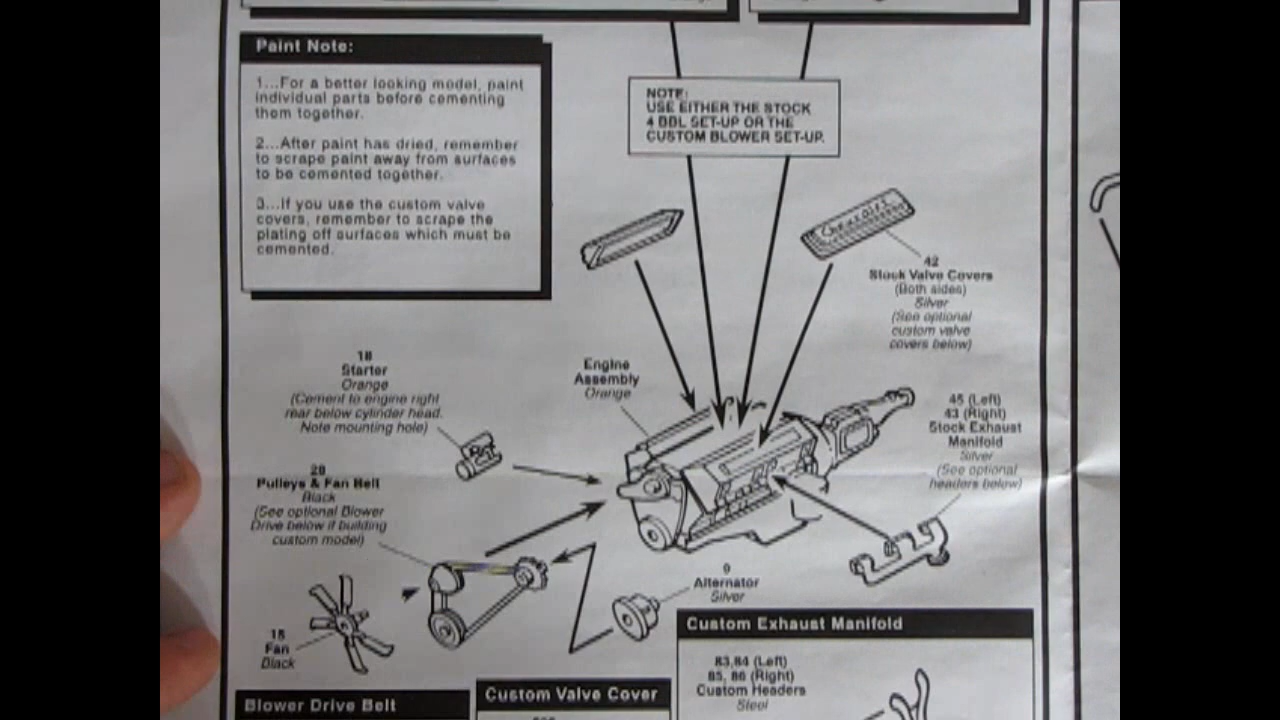 Paint Note:
1...For a better looking model, paint
individual parts before cementing
them together.
2...After paint has dried, remember
to scrape paint away from surfaces
to be cemented together.
3...If you use the custom valve
covers, remember to scrape the
plating off surfaces which must be
cemented.
NOTE:
USE EITHER THE STOCK
4 BBL SET-UP OR THE
CUSTOM BLOWER SET-UP.
Chevrolet
42
Stock Valve Covers
(Both sides)
Silver
(See optional
custom valve
covers below)
18
Starter
Orange
(Cement to engine right
rear below cylinder head.
Note mounting hole)
Engine
Assembly
Orange
45 (Left)
43 (Right)
Stock Exhaust
Manifold
Silver
(See optional
headers below)
20
Pulleys & Fan Belt
Black
(See optional Blower
Drive below if building
custom model)
9
Alternator
Silver
15
Fan
Black
Custom Exhaust Manifold
83,84 (Left)
85, 86 (Right)
Custom Headers
Steel
Blower Drive Belt
Custom Valve Cover